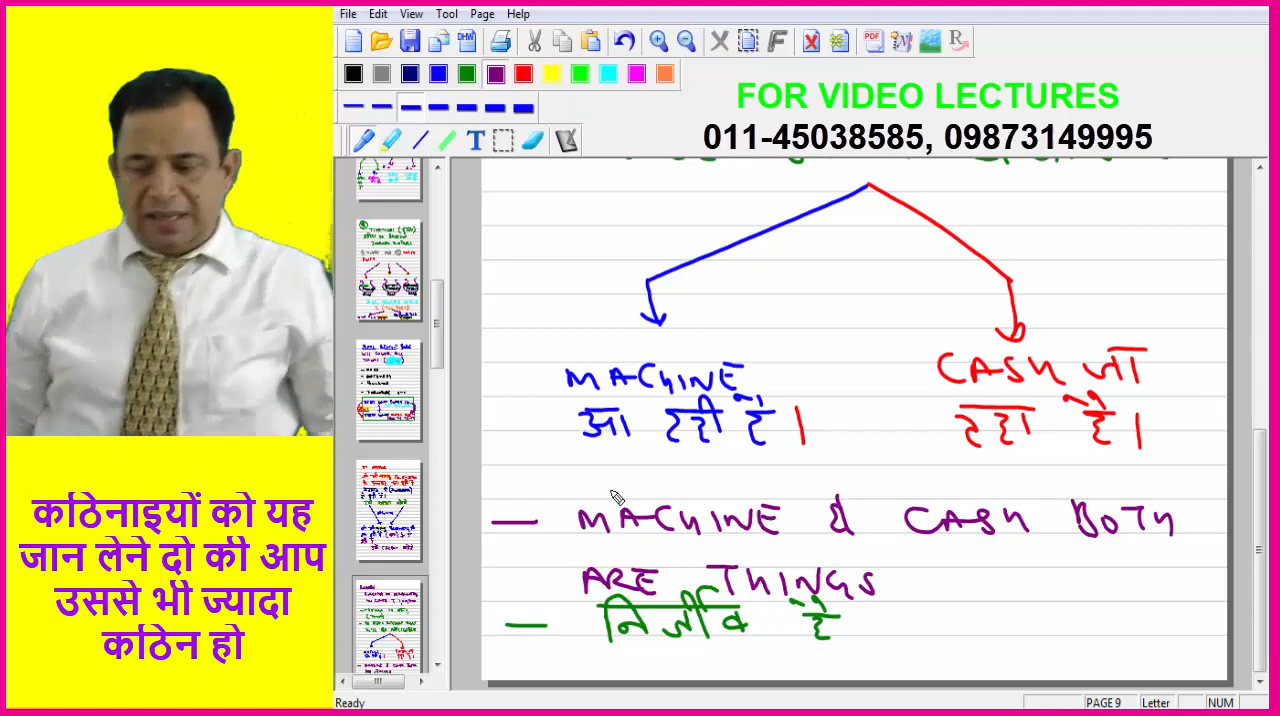 File Edit View Tool Page Help
FOR VIDEO LECTURES
011-45038585, 09873149995
MACHINE
आ रही है।
CASH जा
रहा है।
— MACHINE & CASH BOTH
ARE THINGS
— निर्जीव है
कठिनाइयों को यह
जान लेने दो की आप
उससे भी ज्यादा
कठिन हो
Ready
PAGE 9 Letter NUM